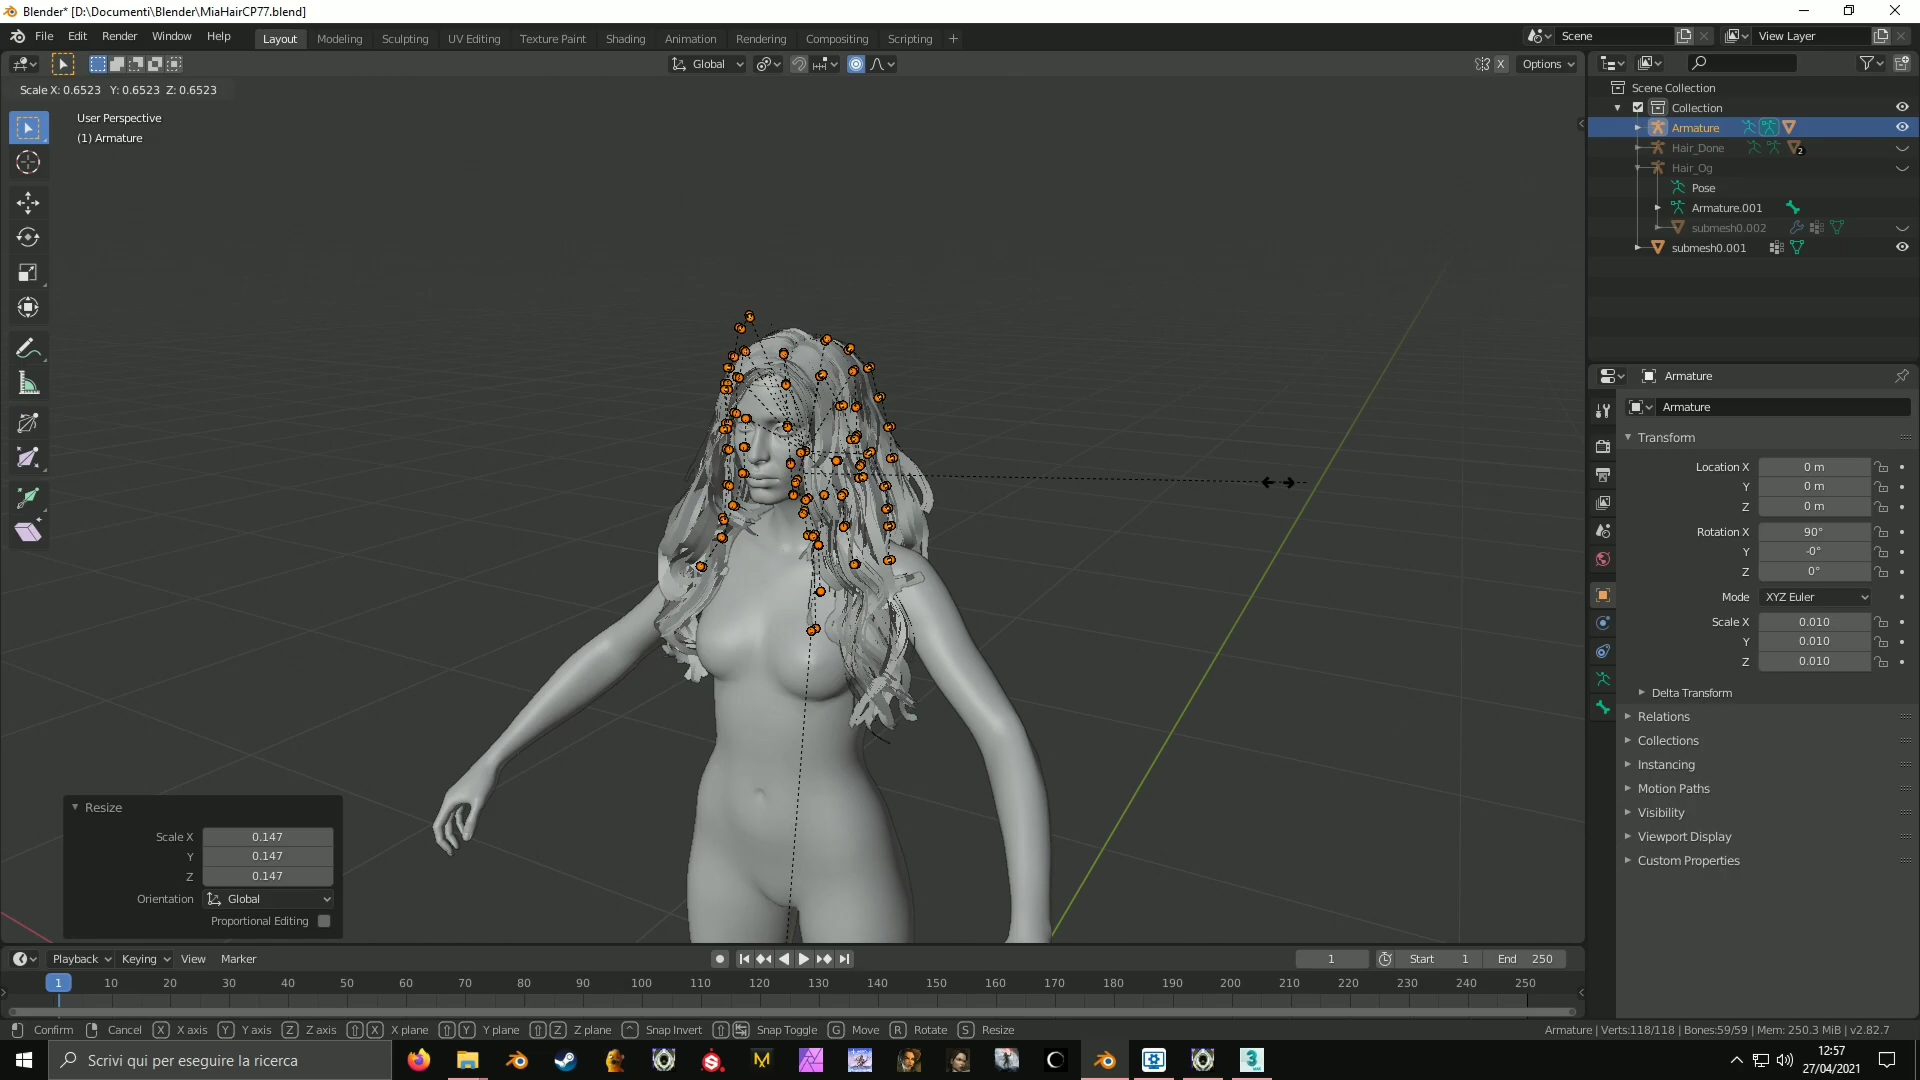 Blender* [D:\Documenti\Blender\MiaHairCP77.blend]
File Edit Render Window Help Layout Modeling Sculpting UV Editing Texture Paint Shading Animation Rendering Compositing Scripting + Scene View Layer
Global X Options
Scale X: 0.6523 Y: 0.6523 Z: 0.6523
User Perspective
(1) Armature
Scene Collection
Collection
Armature
Hair_Done 2
Hair_Og
Pose
Armature.001
submesh0.002
submesh0.001
Armature
Armature
Transform
Location X 0 m
Y 0 m
Z 0 m
Rotation X 90°
Y -0°
Z 0°
Mode XYZ Euler
Scale X 0.010
Y 0.010
Z 0.010
Delta Transform
Relations
Collections
Instancing
Motion Paths
Visibility
Viewport Display
Custom Properties
Resize
Scale X 0.147
Y 0.147
Z 0.147
Orientation Global
Proportional Editing
Playback Keying View Marker 1 Start 1 End 250
1 10 20 30 40 50 60 70 80 90 100 110 120 130 140 150 160 170 180 190 200 210 220 230 240 250
Confirm Cancel X X axis Y Y axis Z Z axis X X plane Y Y plane Z Z plane ^ Snap Invert Snap Toggle G Move R Rotate S Resize Armature | Verts:118/118 | Bones:59/59 | Mem: 250.3 MiB | v2.82.7
Scrivi qui per eseguire la ricerca
12:57
27/04/2021